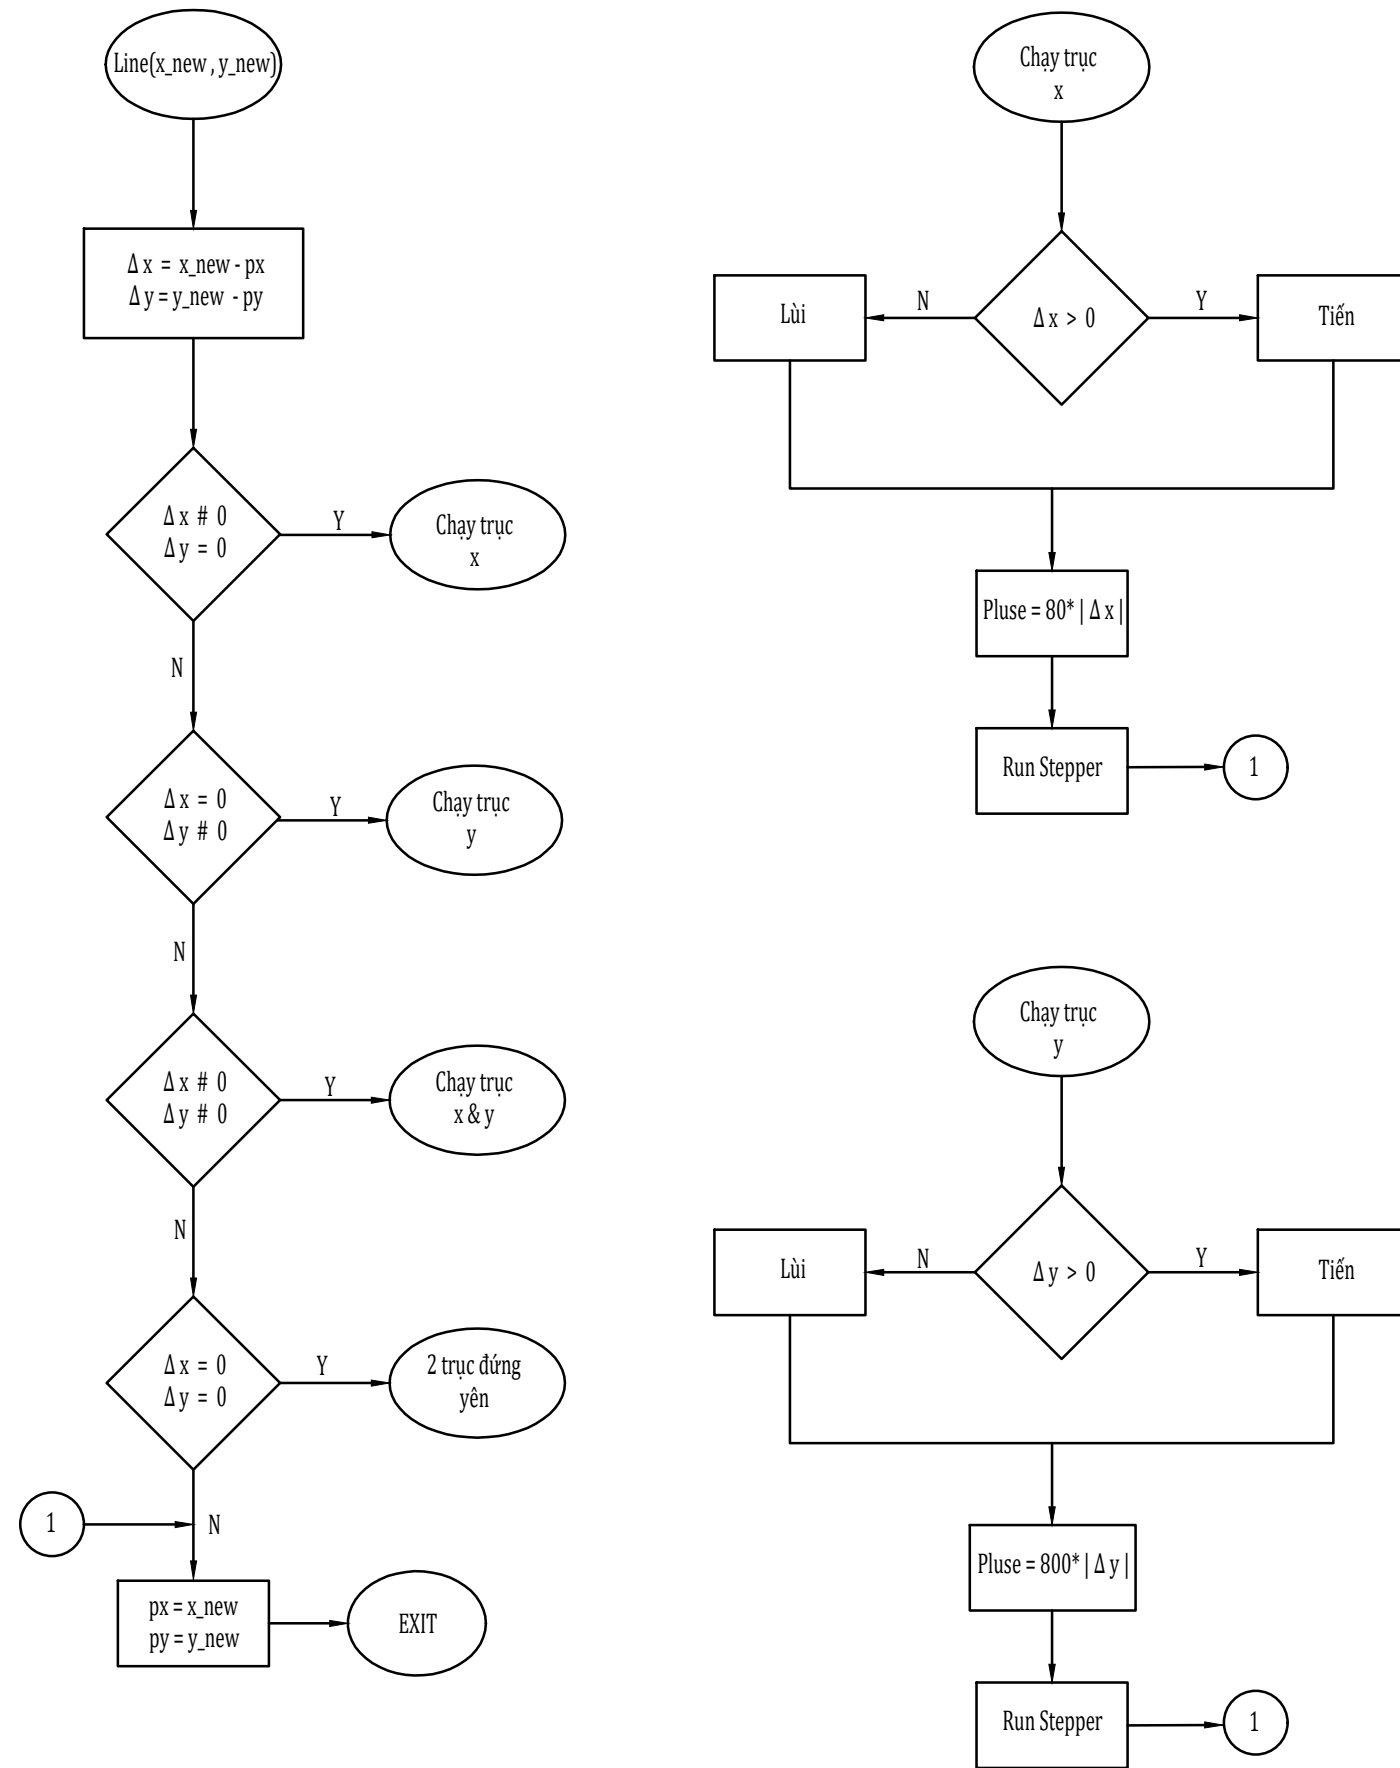 Line(x_new , y_new)
Δ x = x_new - px
Δ y = y_new - py
Δ x # 0
Δ y = 0
Y
Chạy trục
x
N
Δ x = 0
Δ y # 0
Y
Chạy trục
y
N
Δ x # 0
Δ y # 0
Y
Chạy trục
x & y
N
Δ x = 0
Δ y = 0
Y
2 trục đứng
yên
1
N
px = x_new
py = y_new
EXIT
Chạy trục
x
Lùi
N
Δ x > 0
Y
Tiến
Pluse = 80* | Δ x |
Run Stepper
1
Chạy trục
y
Lùi
N
Δ y > 0
Y
Tiến
Pluse = 800* | Δ y |
Run Stepper
1